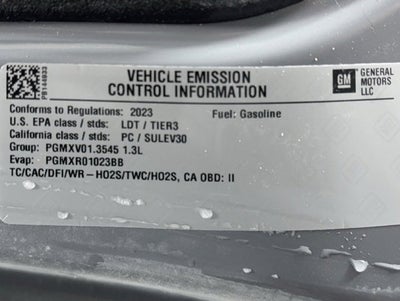 PB144933
VEHICLE EMISSION
CONTROL INFORMATION
GM
GENERAL
MOTORS
LLC
Conforms to Regulations: 2023
Fuel: Gasoline
U.S. EPA class / stds: LDT / TIER3
California class / stds: PC / SULEV30
Group: PGMXV01.3545 1.3L
Evap: PGMXR01023BB
TC/CAC/DFI/WR-HO2S/TWC/HO2S, CA OBD: II